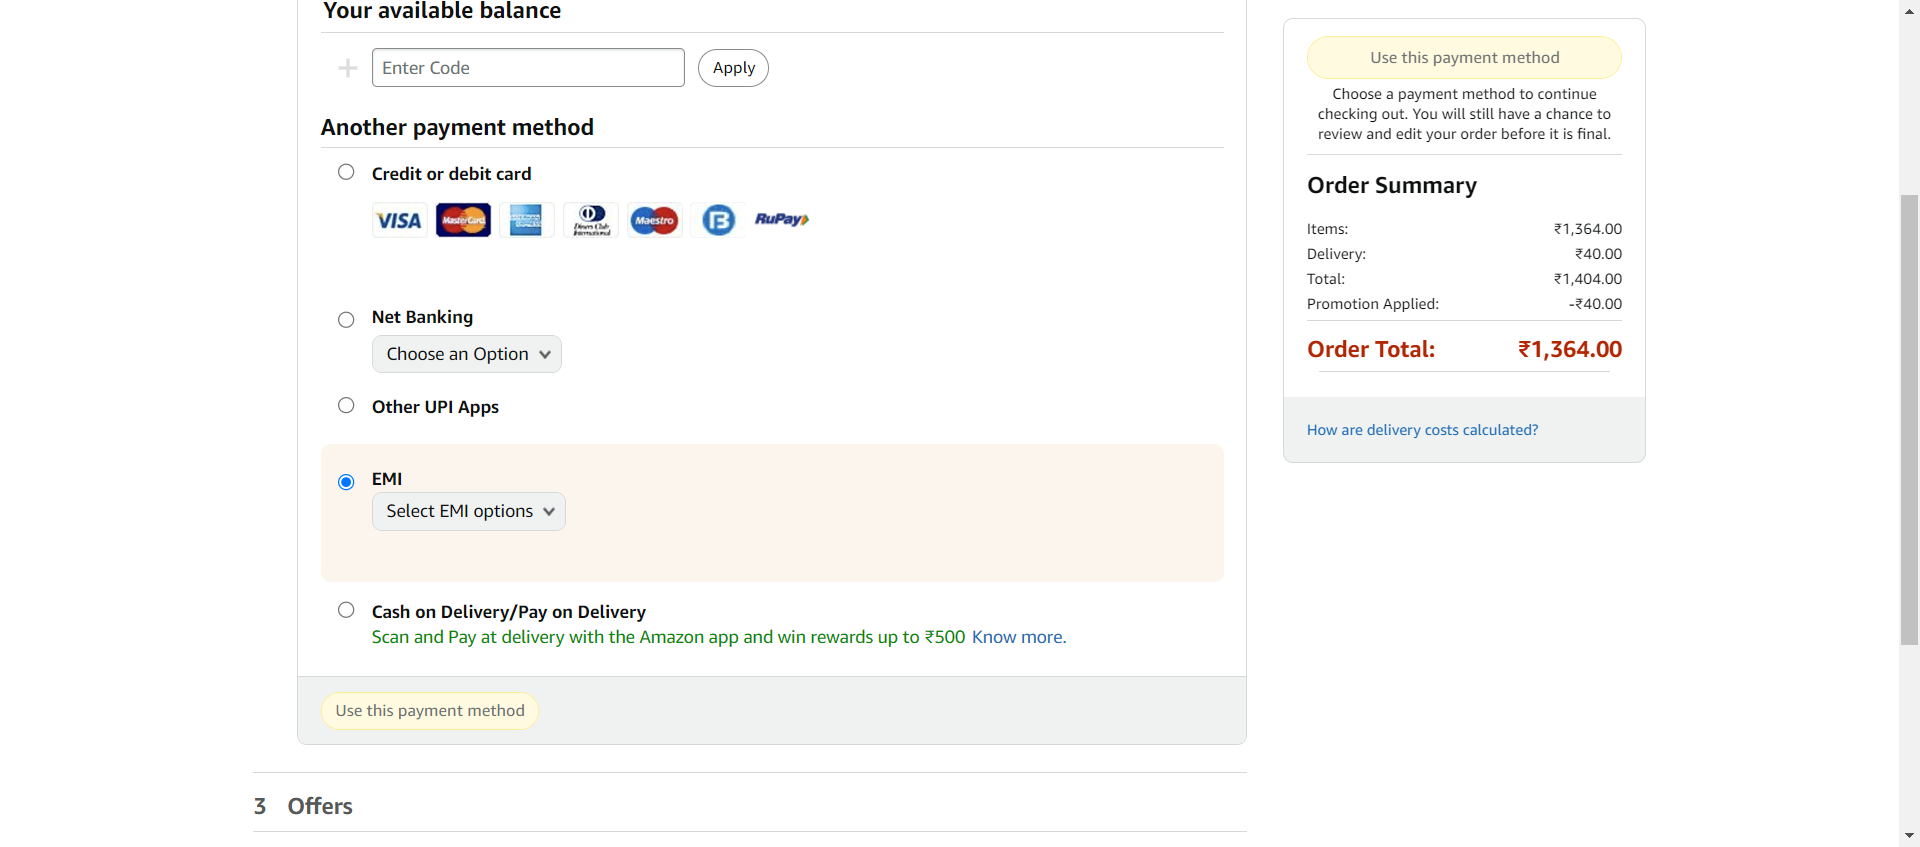 Your available balance
Enter Code
Apply
Another payment method
Credit or debit card
VISA
MasterCard
Diners Club
International
Maestro
B
RuPay
Net Banking
Choose an Option
Other UPI Apps
EMI
Select EMI options
Cash on Delivery/Pay on Delivery
Scan and Pay at delivery with the Amazon app and win rewards up to ₹500 Know more.
Use this payment method
3 Offers
Use this payment method
Choose a payment method to continue
checking out. You will still have a chance to
review and edit your order before it is final.
Order Summary
Items: ₹1,364.00
Delivery: ₹40.00
Total: ₹1,404.00
Promotion Applied: -₹40.00
Order Total: ₹1,364.00
How are delivery costs calculated?